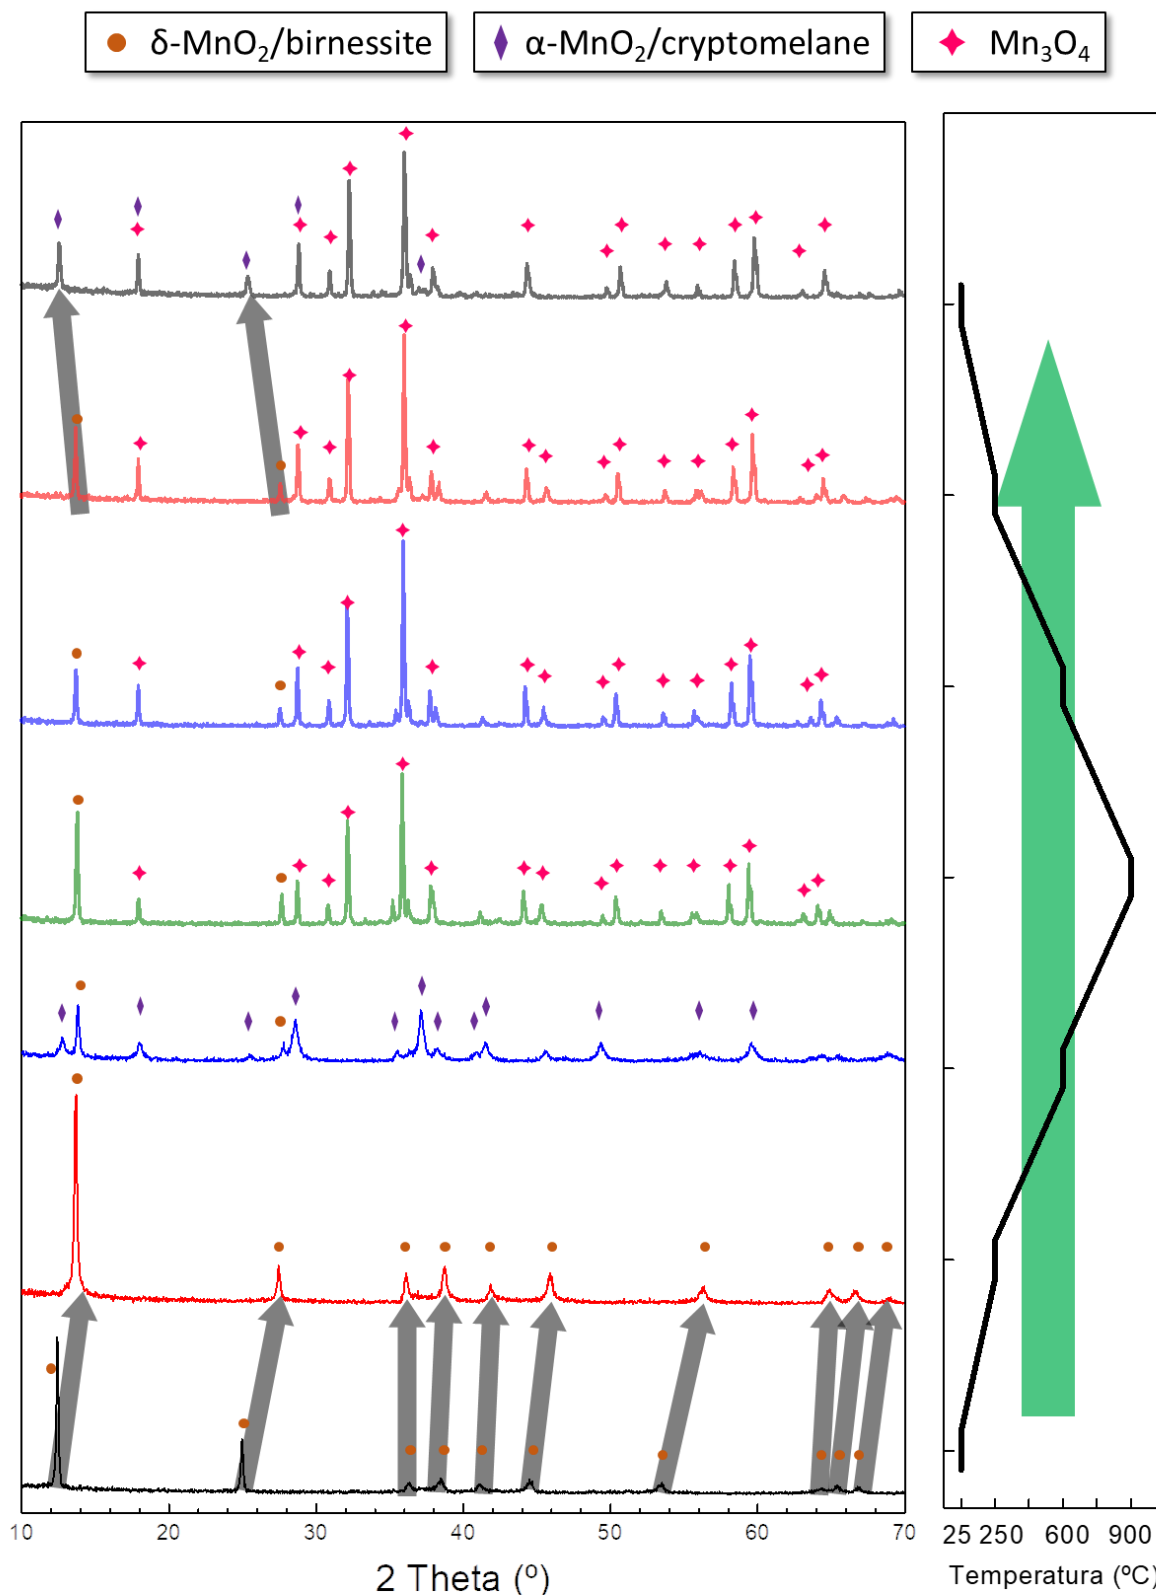 δ-MnO₂/birnessite
α-MnO₂/cryptomelane
Mn₃O₄
10 20 30 40 50 60 70
2 Theta (º)
25 250 600 900
Temperatura (ºC)